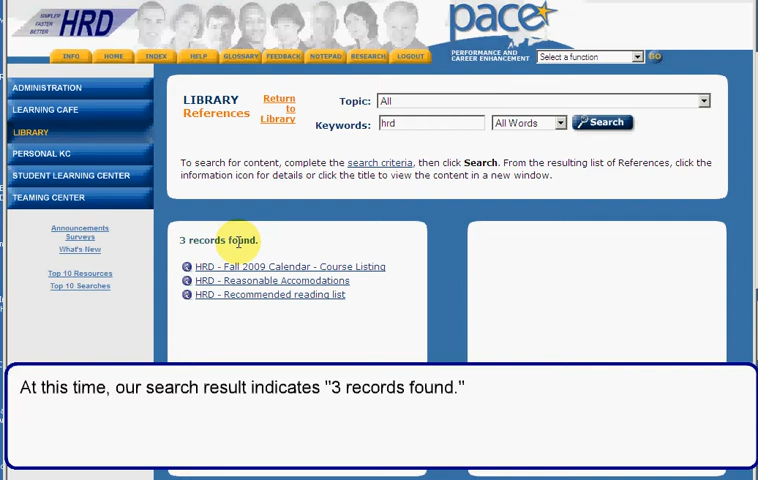 SIMPLER
FASTER
BETTER
HRD
pace
PERFORMANCE AND
CAREER ENHANCEMENT
Select a function
Go
INFO
HOME
INDEX
HELP
GLOSSARY
FEEDBACK
NOTEPAD
RESEARCH
LOGOUT
ADMINISTRATION
LEARNING CAFE
LIBRARY
PERSONAL KC
STUDENT LEARNING CENTER
TEAMING CENTER
Announcements
Surveys
What's New
Top 10 Resources
Top 10 Searches
LIBRARY
References
Return
to
Library
Topic: All
Keywords: hrd All Words Search
To search for content, complete the search criteria, then click Search. From the resulting list of References, click the
information icon for details or click the title to view the content in a new window.
3 records found.
HRD - Fall 2009 Calendar - Course Listing
HRD - Reasonable Accomodations
HRD - Recommended reading list
At this time, our search result indicates "3 records found."